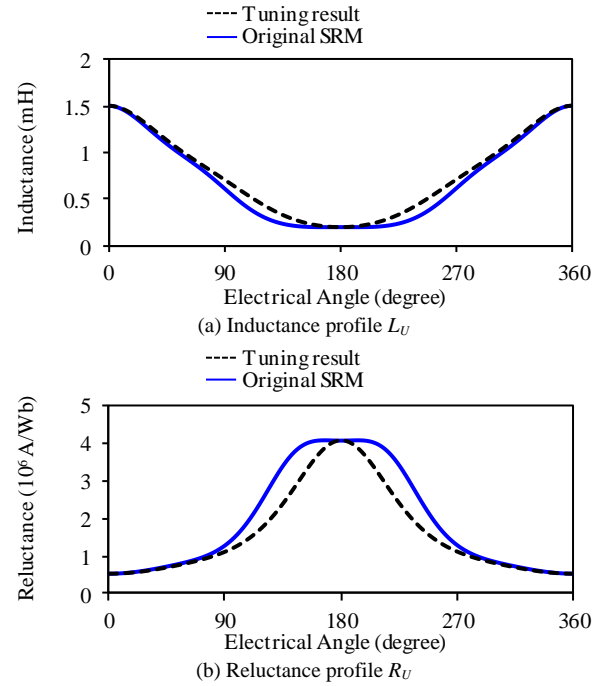 Tuning result
Original SRM
2
1.5
1
0.5
0
Inductance (mH)
0 90 180 270 360
Electrical Angle (degree)
(a) Inductance profile L_U
Tuning result
Original SRM
5
4
3
2
1
0
Reluctance (10⁶ A/Wb)
0 90 180 270 360
Electrical Angle (degree)
(b) Reluctance profile R_U